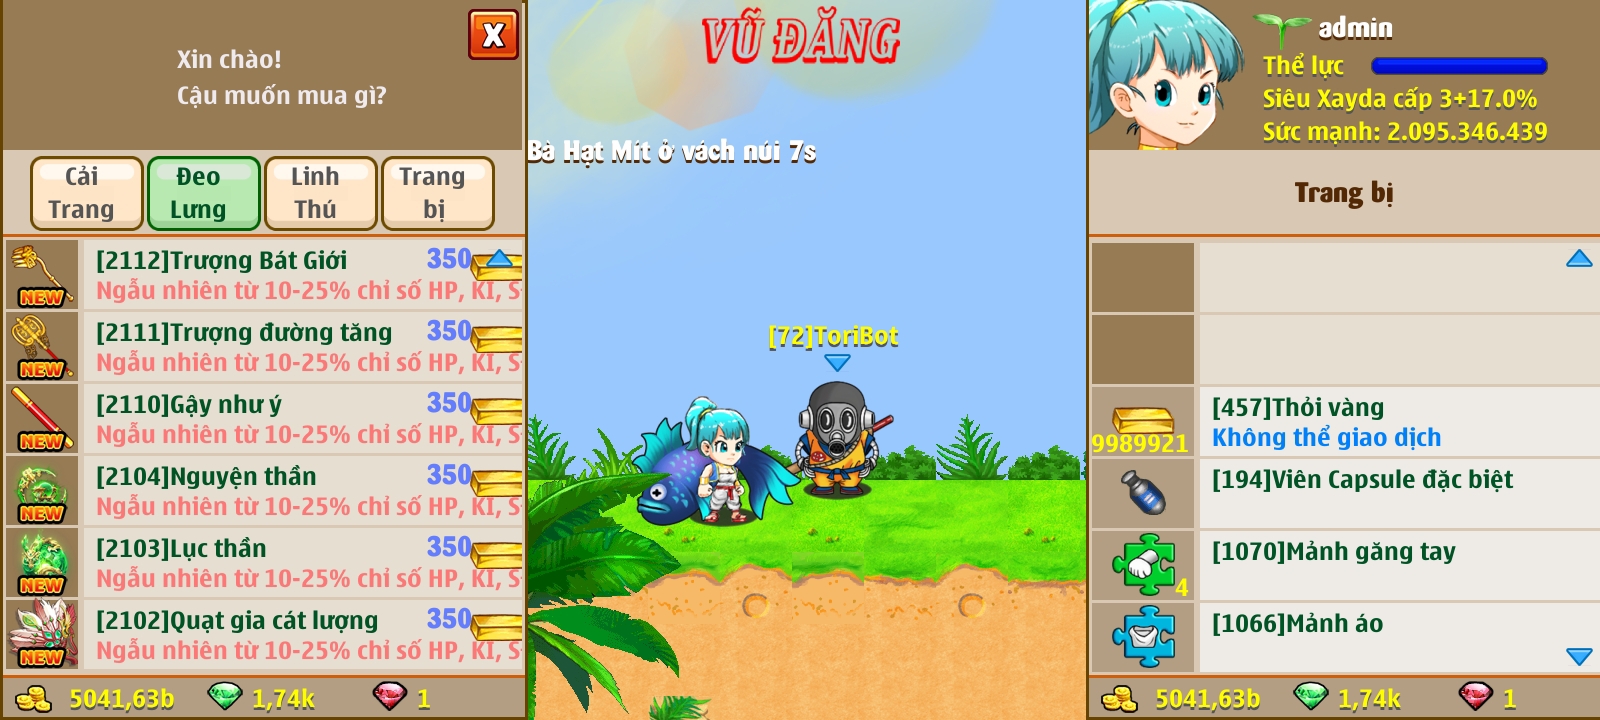 Xin chào!
Cậu muốn mua gì?
X
Cải
Trang
Đeo
Lưng
Linh
Thú
Trang
bị
[2112]Trượng Bát Giới 350
Ngẫu nhiên từ 10-25% chỉ số HP, KI, S
NEW
[2111]Trượng đường tăng 350
Ngẫu nhiên từ 10-25% chỉ số HP, KI, S
NEW
[2110]Gậy như ý 350
Ngẫu nhiên từ 10-25% chỉ số HP, KI, S
NEW
[2104]Nguyện thần 350
Ngẫu nhiên từ 10-25% chỉ số HP, KI, S
NEW
[2103]Lục thần 350
Ngẫu nhiên từ 10-25% chỉ số HP, KI, S
NEW
[2102]Quạt gia cát lượng 350
Ngẫu nhiên từ 10-25% chỉ số HP, KI, S
NEW
5041,63b 1,74k 1
VŨ ĐĂNG
Bà Hạt Mít ở vách núi 7s
[72]ToriBot
admin
Thể lực
Siêu Xayda cấp 3+17.0%
Sức mạnh: 2.095.346.439
Trang bị
[457]Thỏi vàng
Không thể giao dịch
9989921
[194]Viên Capsule đặc biệt
[1070]Mảnh găng tay
4
[1066]Mảnh áo
5041,63b 1,74k 1